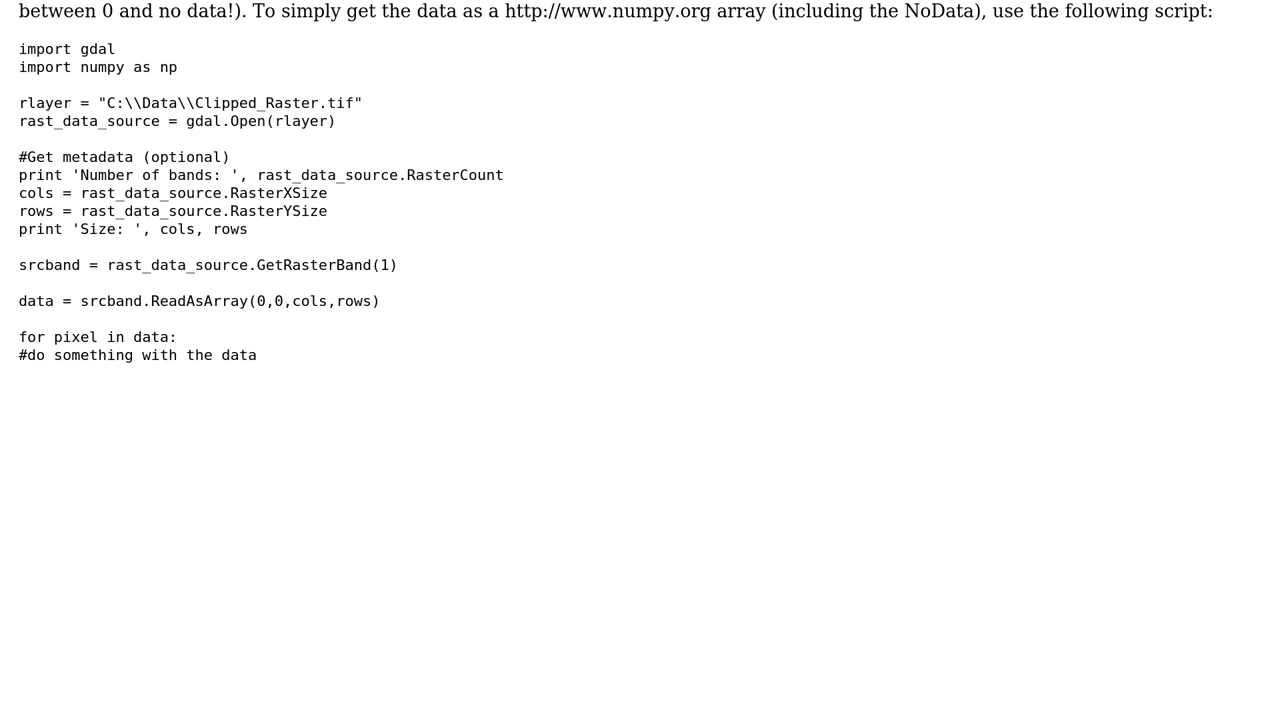 between 0 and no data!). To simply get the data as a http://www.numpy.org array (including the NoData), use the following script:
import gdal
import numpy as np
rlayer = "C:\\Data\\Clipped_Raster.tif"
rast_data_source = gdal.Open(rlayer)
#Get metadata (optional)
print 'Number of bands: ', rast_data_source.RasterCount
cols = rast_data_source.RasterXSize
rows = rast_data_source.RasterYSize
print 'Size: ', cols, rows
srcband = rast_data_source.GetRasterBand(1)
data = srcband.ReadAsArray(0,0,cols,rows)
for pixel in data:
#do something with the data